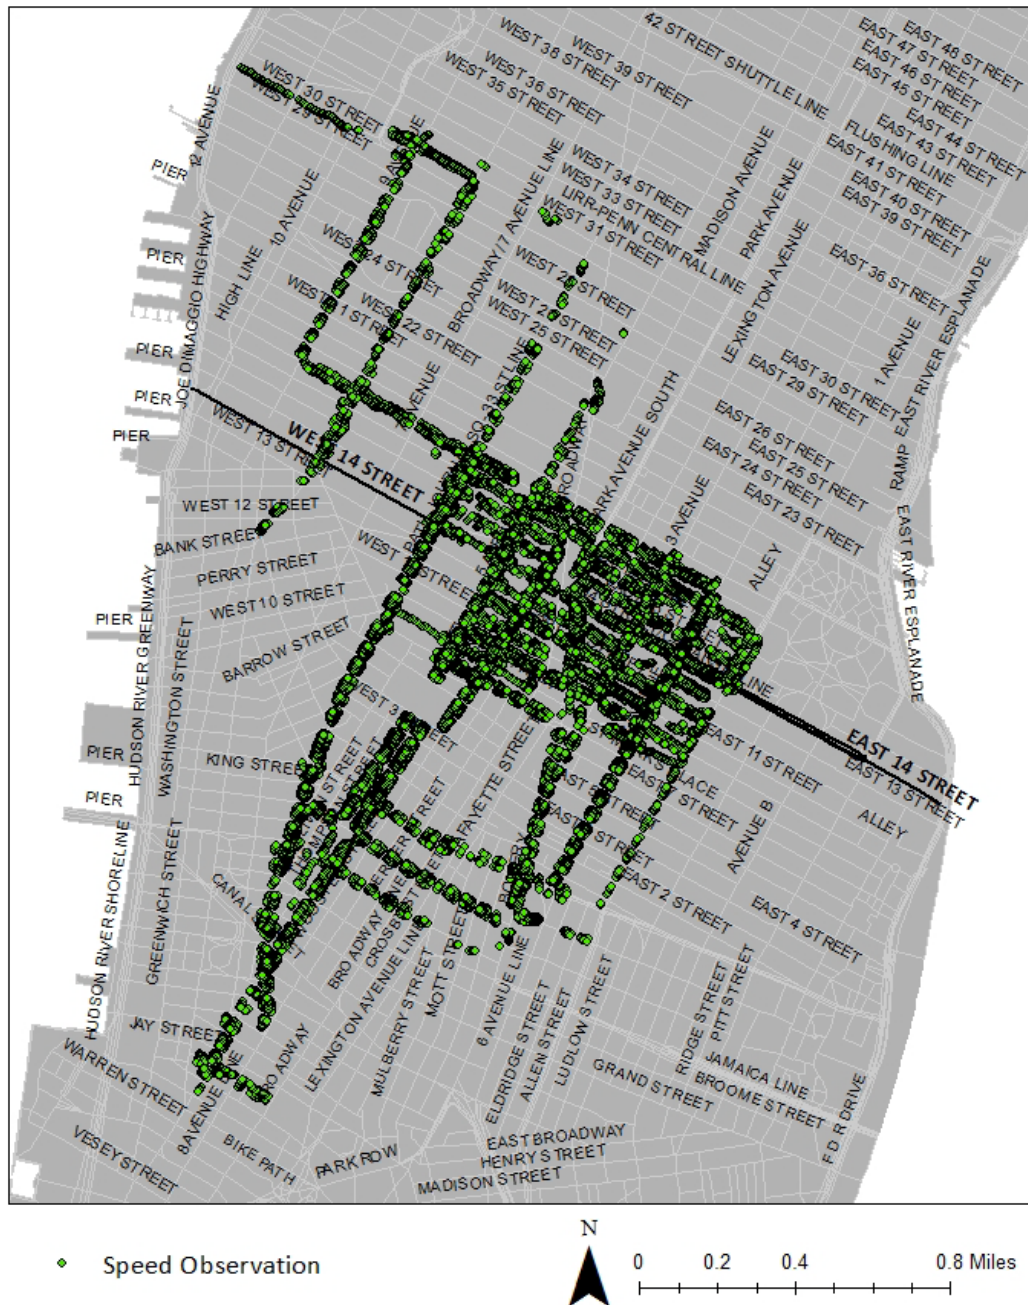 42 STREET SHUTTLE LINE
EAST 48 STREET
EAST 47 STREET
EAST 46 STREET
EAST 45 STREET
WEST 39 STREET
WEST 38 STREET
WEST 36 STREET
WEST 35 STREET
EAST 44 STREET
EAST 43 STREET
FLUSHING LINE
EAST 41 STREET
EAST 40 STREET
EAST 39 STREET
WEST 30 STREET
WEST 29 STREET
12 AVENUE
PIER
WEST 34 STREET
WEST 33 STREET
LIRR-PENN CENTRAL LINE
WEST 31 STREET
MADISON AVENUE
PARK AVENUE
LEXINGTON AVENUE
BROADWAY/7 AVENUE LINE
10 AVENUE
HIGH LINE
JOE DIMAGGIO HIGHWAY
PIER
WEST 24 STREET
WEST 22 STREET
WEST 25 STREET
EAST 36 STREET
1 AVENUE
RAMP
EAST RIVER ESPLANADE
EAST 30 STREET
EAST 29 STREET
PIER
PIER
PIER
WEST 13 STREET
WEST 14 STREET
AVENUE
PARK AVENUE SOUTH
3 AVENUE
EAST 26 STREET
EAST 25 STREET
EAST 24 STREET
EAST 23 STREET
ALLEY
EAST RIVER ESPLANADE
WEST 12 STREET
BANK STREET
PERRY STREET
WEST 10 STREET
BARROW STREET
PIER
HUDSON RIVER GREENWAY
WASHINGTON STREET
LINE
EAST 14 STREET
EAST 13 STREET
EAST 11 STREET
ALLEY
PIER
KING STREET
PIER
EAST 7 STREET
AVENUE B
EAST 2 STREET
EAST 4 STREET
HUDSON RIVER SHORELINE
GREENWICH STREET
CANAL
BOWERY
BROADWAY
LEXINGTON AVENUE LINE
MULBERRY STREET
MOTT STREET
6 AVENUE LINE
ELDRIDGE STREET
ALLEN STREET
LUDLOW STREET
RIDGE STREET
PITT STREET
JAMAICA LINE
BROOME STREET
GRAND STREET
F D R DRIVE
JAY STREET
WARREN STREET
VESEY STREET
8 AVENUE
BIKE PATH
PARK ROW
EAST BROADWAY
HENRY STREET
MADISON STREET
Speed Observation
N
0 0.2 0.4 0.8 Miles